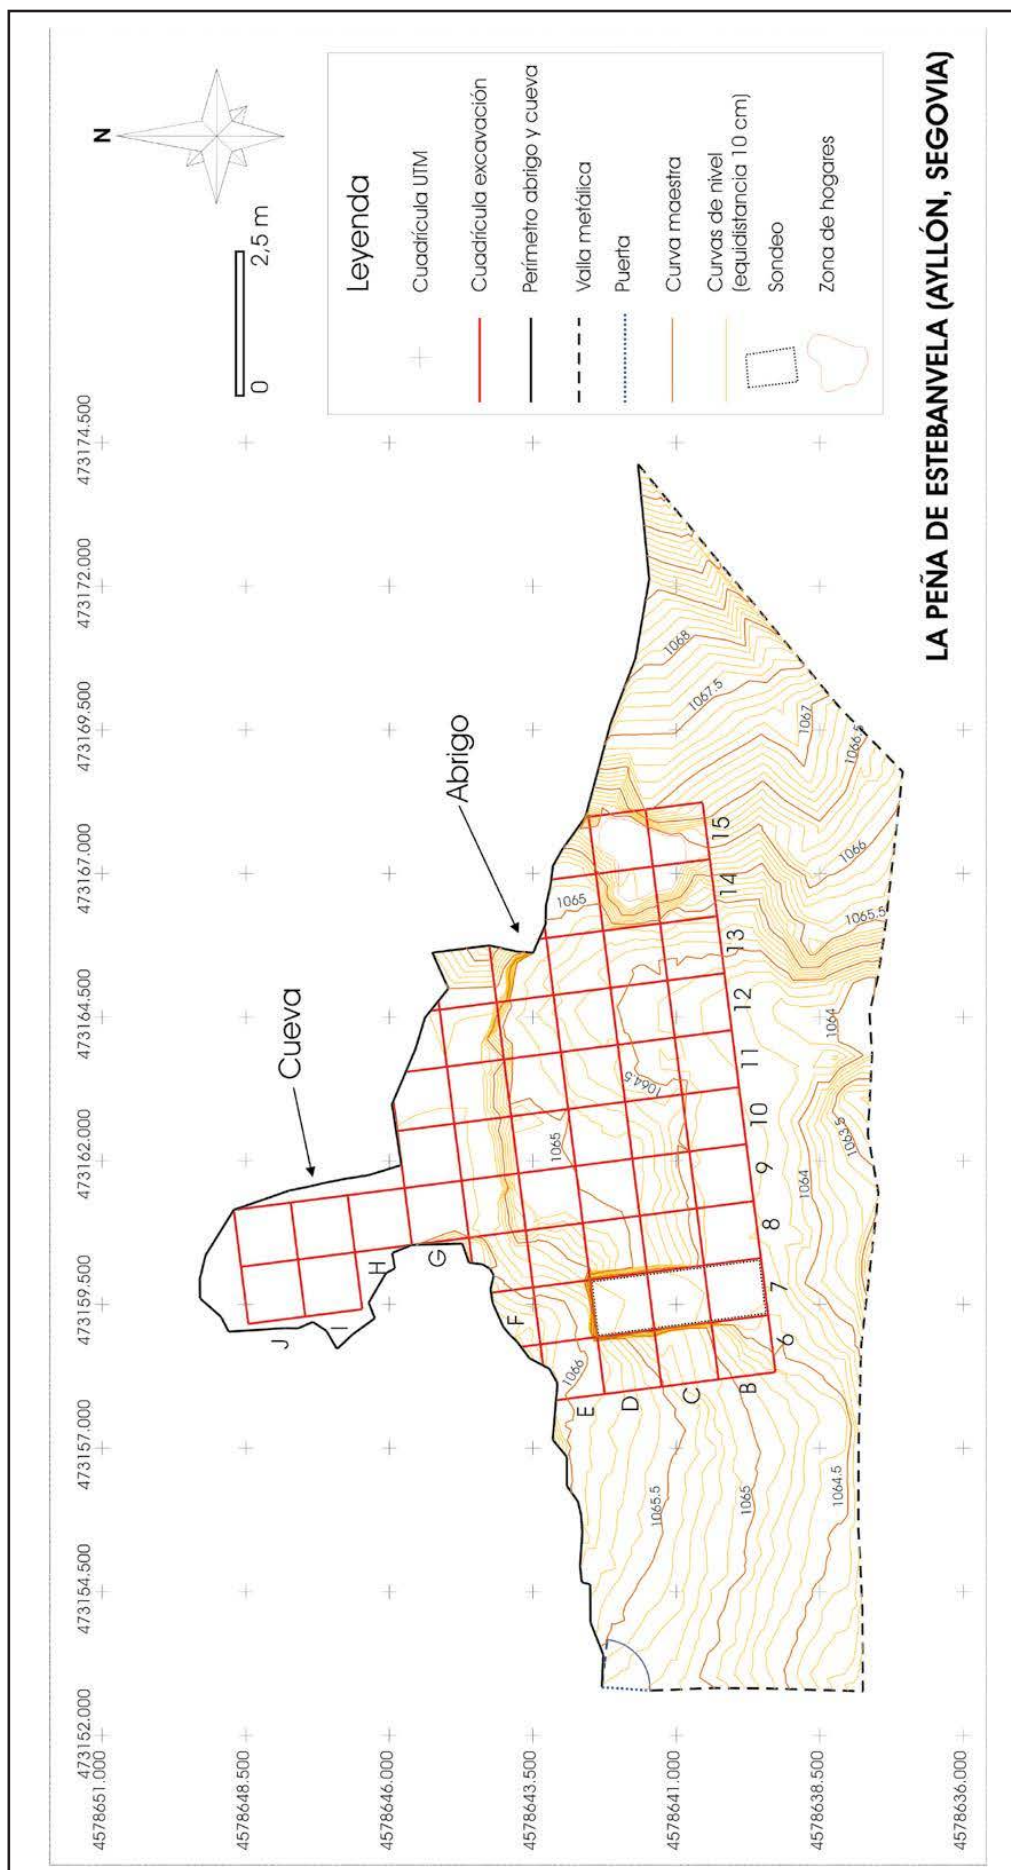 N
0 2,5 m
Leyenda
Cuadrícula UTM
Cuadrícula excavación
Perímetro abrigo y cueva
Valla metálica
Puerta
Curva maestra
Curvas de nivel
(equidistancia 10 cm)
Sondeo
Zona de hogares
LA PEÑA DE ESTEBANVELA (AYLLÓN, SEGOVIA)
473152.000
473154.500
473157.000
473159.500
473162.000
473164.500
473167.000
473169.500
473172.000
473174.500
4578651.000
4578648.500
4578646.000
4578643.500
4578641.000
4578638.500
4578636.000
Cueva
Abrigo
J
I
H
G
F
E
D
C
B
6
7
8
9
10
11
12
13
14
15
1066
1065.5
1065
1064.5
1065
1064.5
1065
1064
1063.5
1064
1065.5
1066
1066.5
1067
1067.5
1068